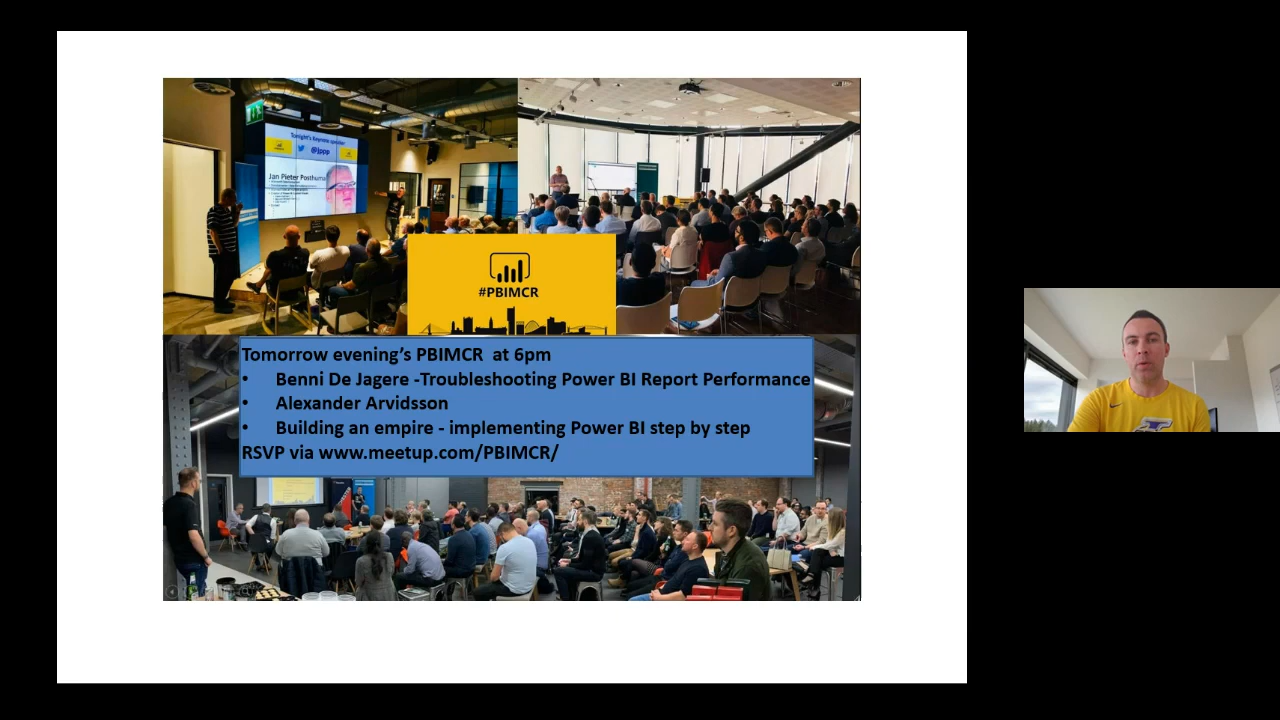 Tonight's Keynote speaker
@jppp
Jan Pieter Posthuma
#PBIMCR
Tomorrow evening’s PBIMCR at 6pm
• Benni De Jagere -Troubleshooting Power BI Report Performance
• Alexander Arvidsson
• Building an empire - implementing Power BI step by step
RSVP via www.meetup.com/PBIMCR/